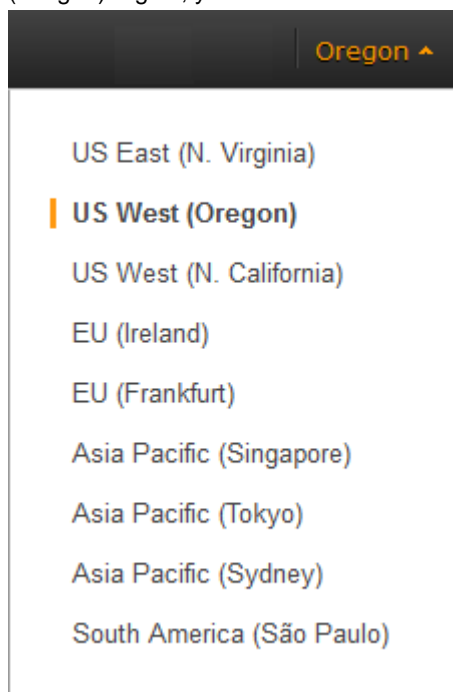 Oregon
US East (N. Virginia)
US West (Oregon)
US West (N. California)
EU (Ireland)
EU (Frankfurt)
Asia Pacific (Singapore)
Asia Pacific (Tokyo)
Asia Pacific (Sydney)
South America (São Paulo)